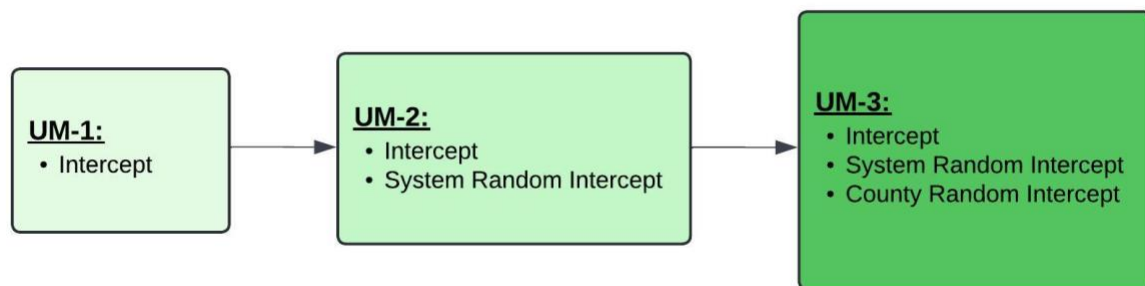 UM-1:
• Intercept
UM-2:
• Intercept
• System Random Intercept
UM-3:
• Intercept
• System Random Intercept
• County Random Intercept